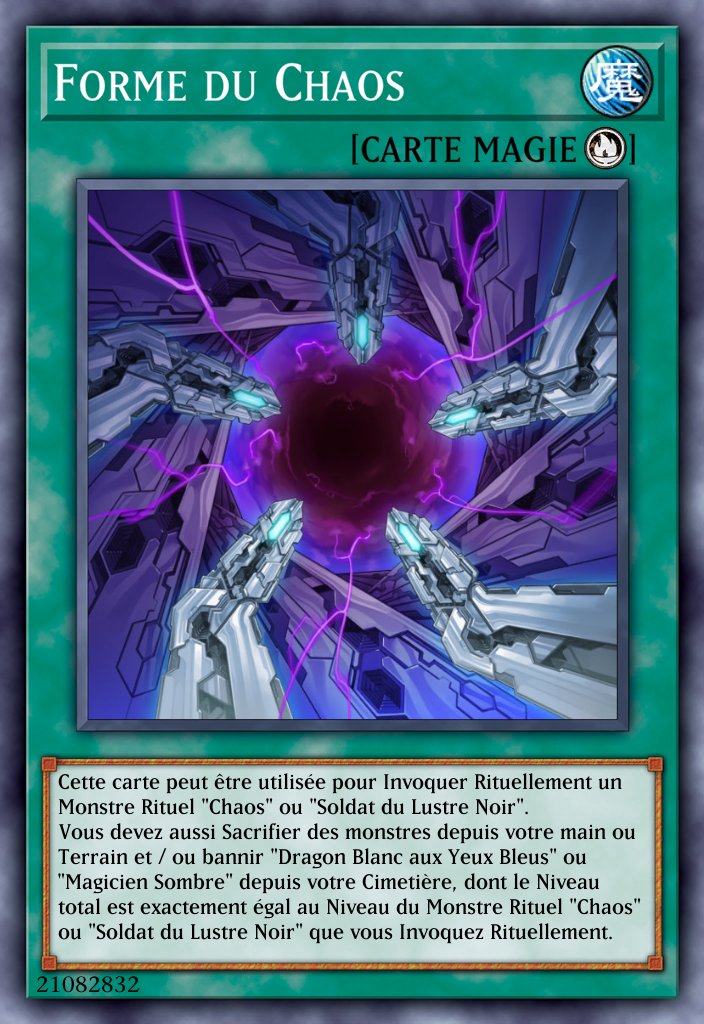 FORME DU CHAOS
魔
[CARTE MAGIE]
Cette carte peut être utilisée pour Invoquer Rituellement un
Monstre Rituel "Chaos" ou "Soldat du Lustre Noir".
Vous devez aussi Sacrifier des monstres depuis votre main ou
Terrain et / ou bannir "Dragon Blanc aux Yeux Bleus" ou
"Magicien Sombre" depuis votre Cimetière, dont le Niveau
total est exactement égal au Niveau du Monstre Rituel "Chaos"
ou "Soldat du Lustre Noir" que vous Invoquez Rituellement.
21082832